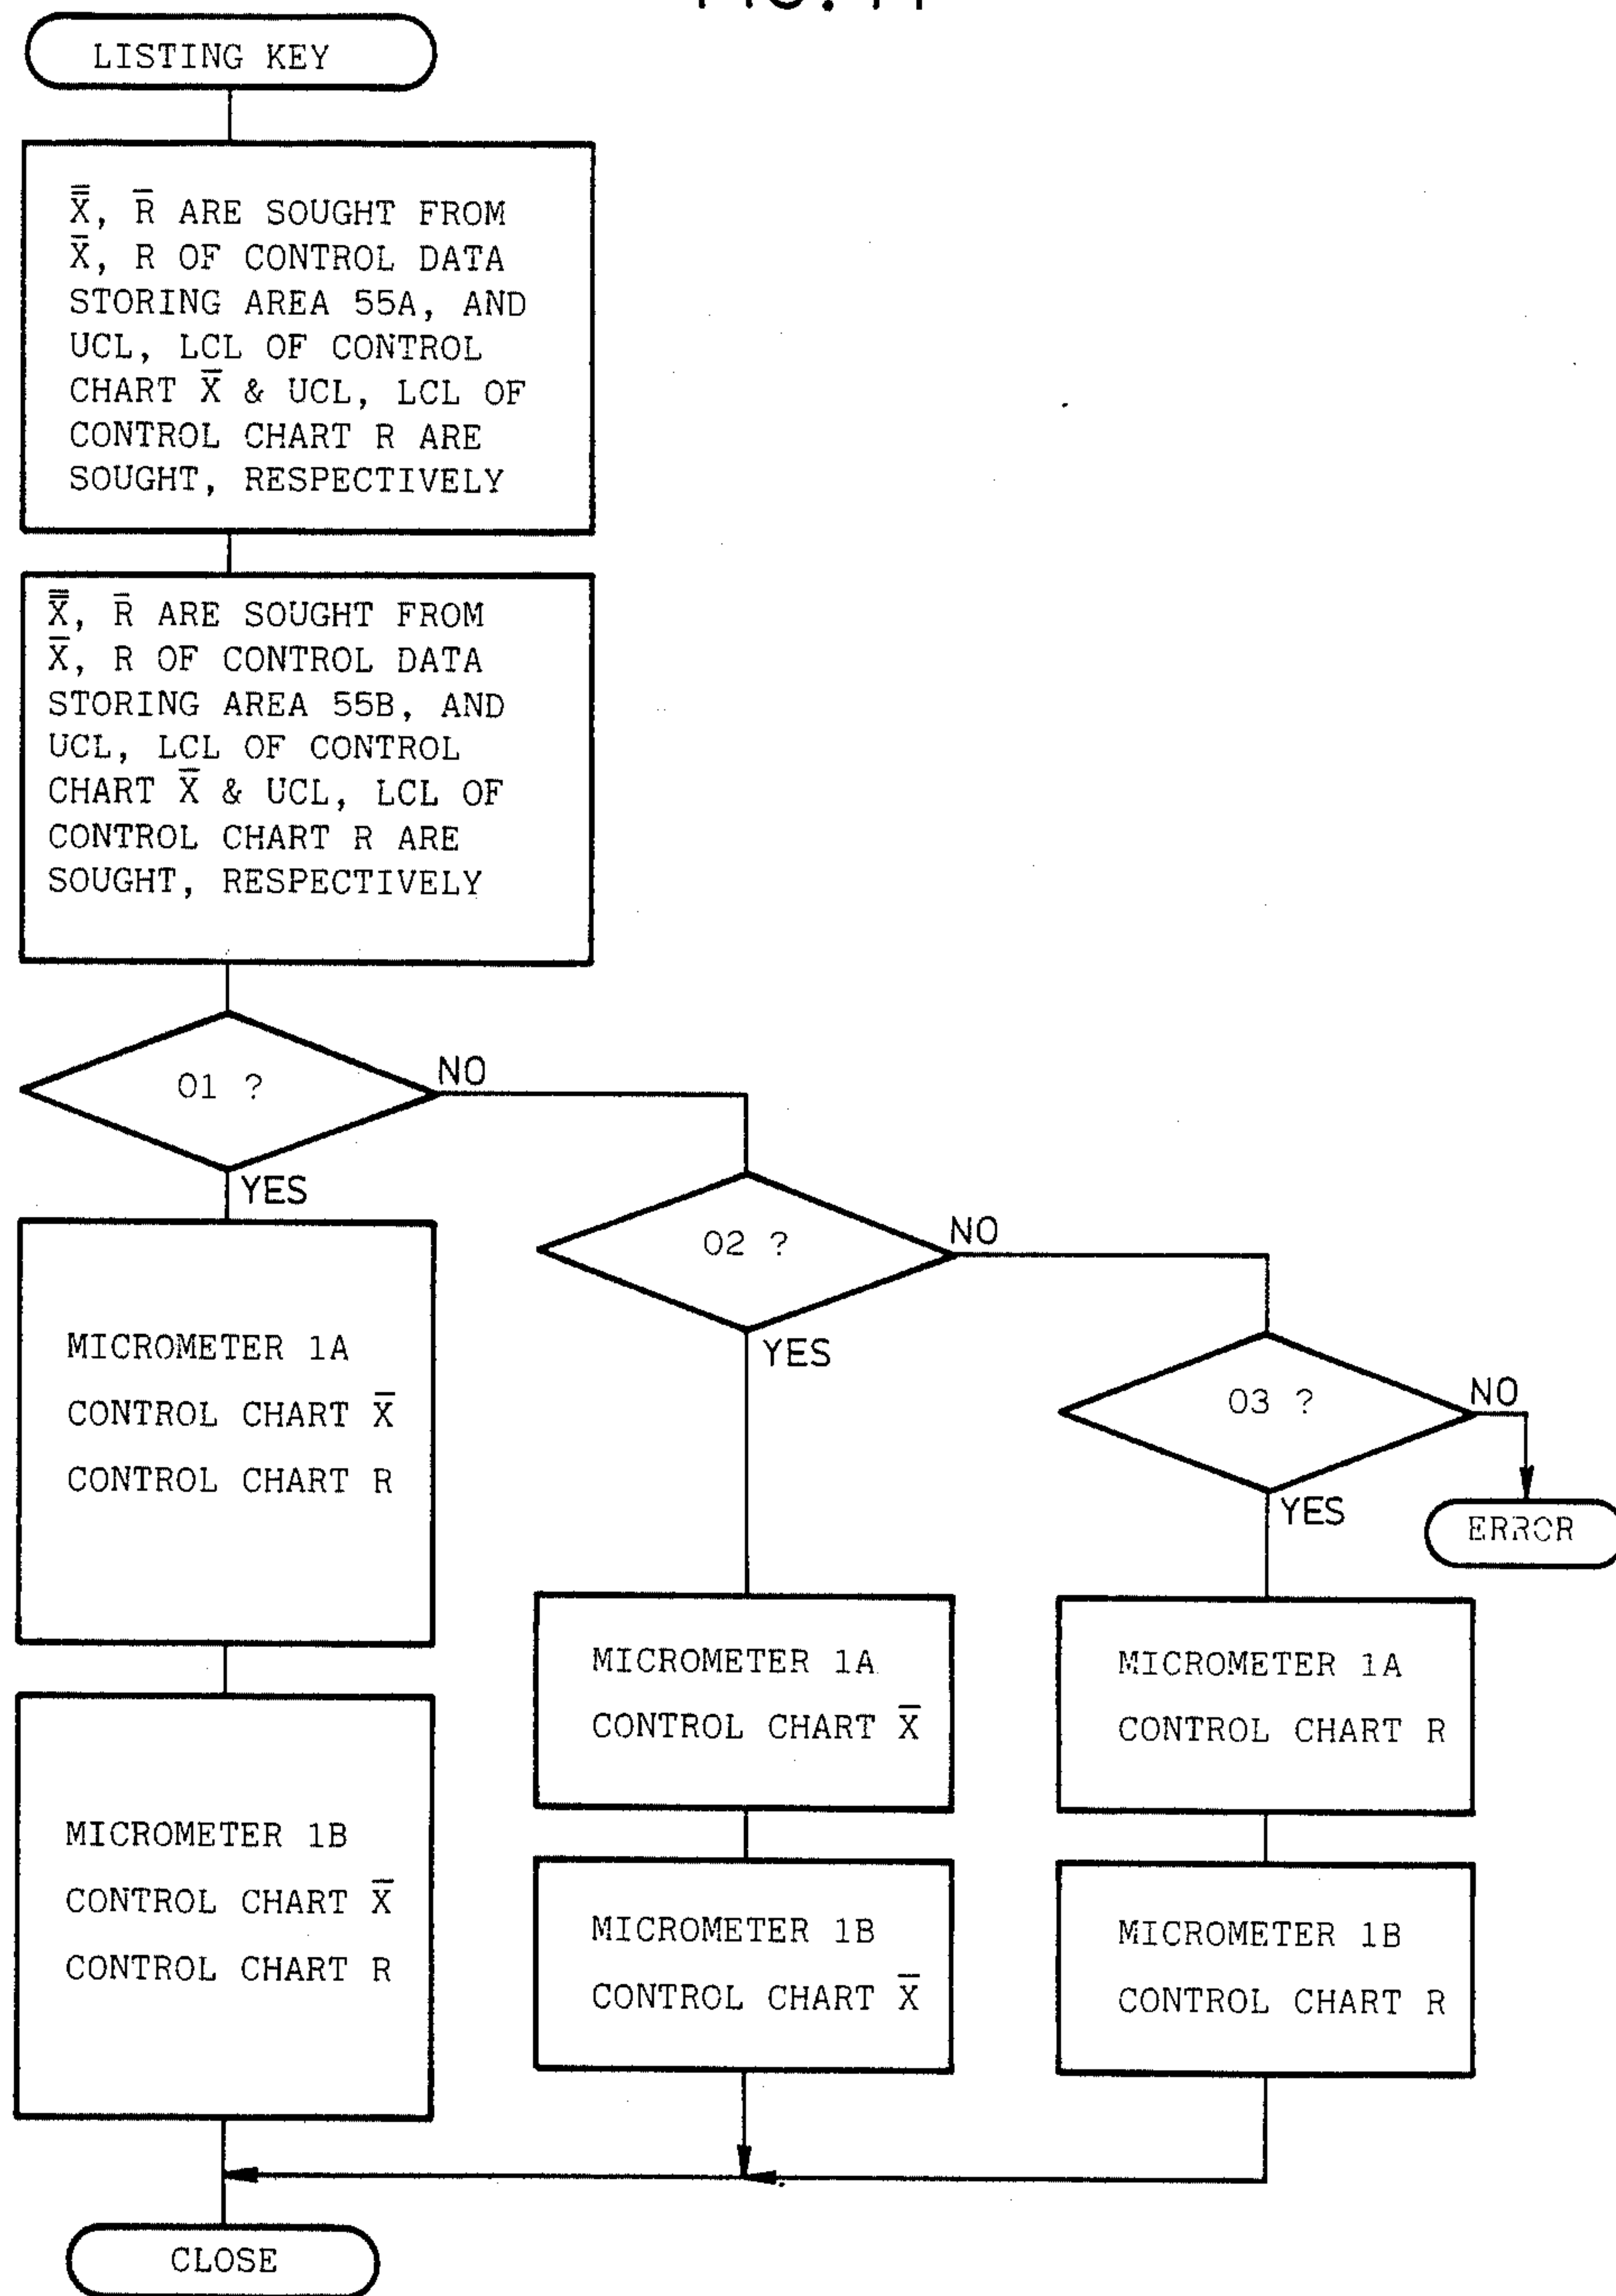 LISTING KEY
X̿, R̅ ARE SOUGHT FROM
X̅, R OF CONTROL DATA
STORING AREA 55A, AND
UCL, LCL OF CONTROL
CHART X̅ & UCL, LCL OF
CONTROL CHART R ARE
SOUGHT, RESPECTIVELY
X̿, R̅ ARE SOUGHT FROM
X̅, R OF CONTROL DATA
STORING AREA 55B, AND
UCL, LCL OF CONTROL
CHART X̅ & UCL, LCL OF
CONTROL CHART R ARE
SOUGHT, RESPECTIVELY
01 ?
NO
YES
02 ?
NO
YES
03 ?
NO
YES
ERROR
MICROMETER 1A
CONTROL CHART X̅
CONTROL CHART R
MICROMETER 1B
CONTROL CHART X̅
CONTROL CHART R
MICROMETER 1A
CONTROL CHART X̅
MICROMETER 1B
CONTROL CHART X̅
MICROMETER 1A
CONTROL CHART R
MICROMETER 1B
CONTROL CHART R
CLOSE